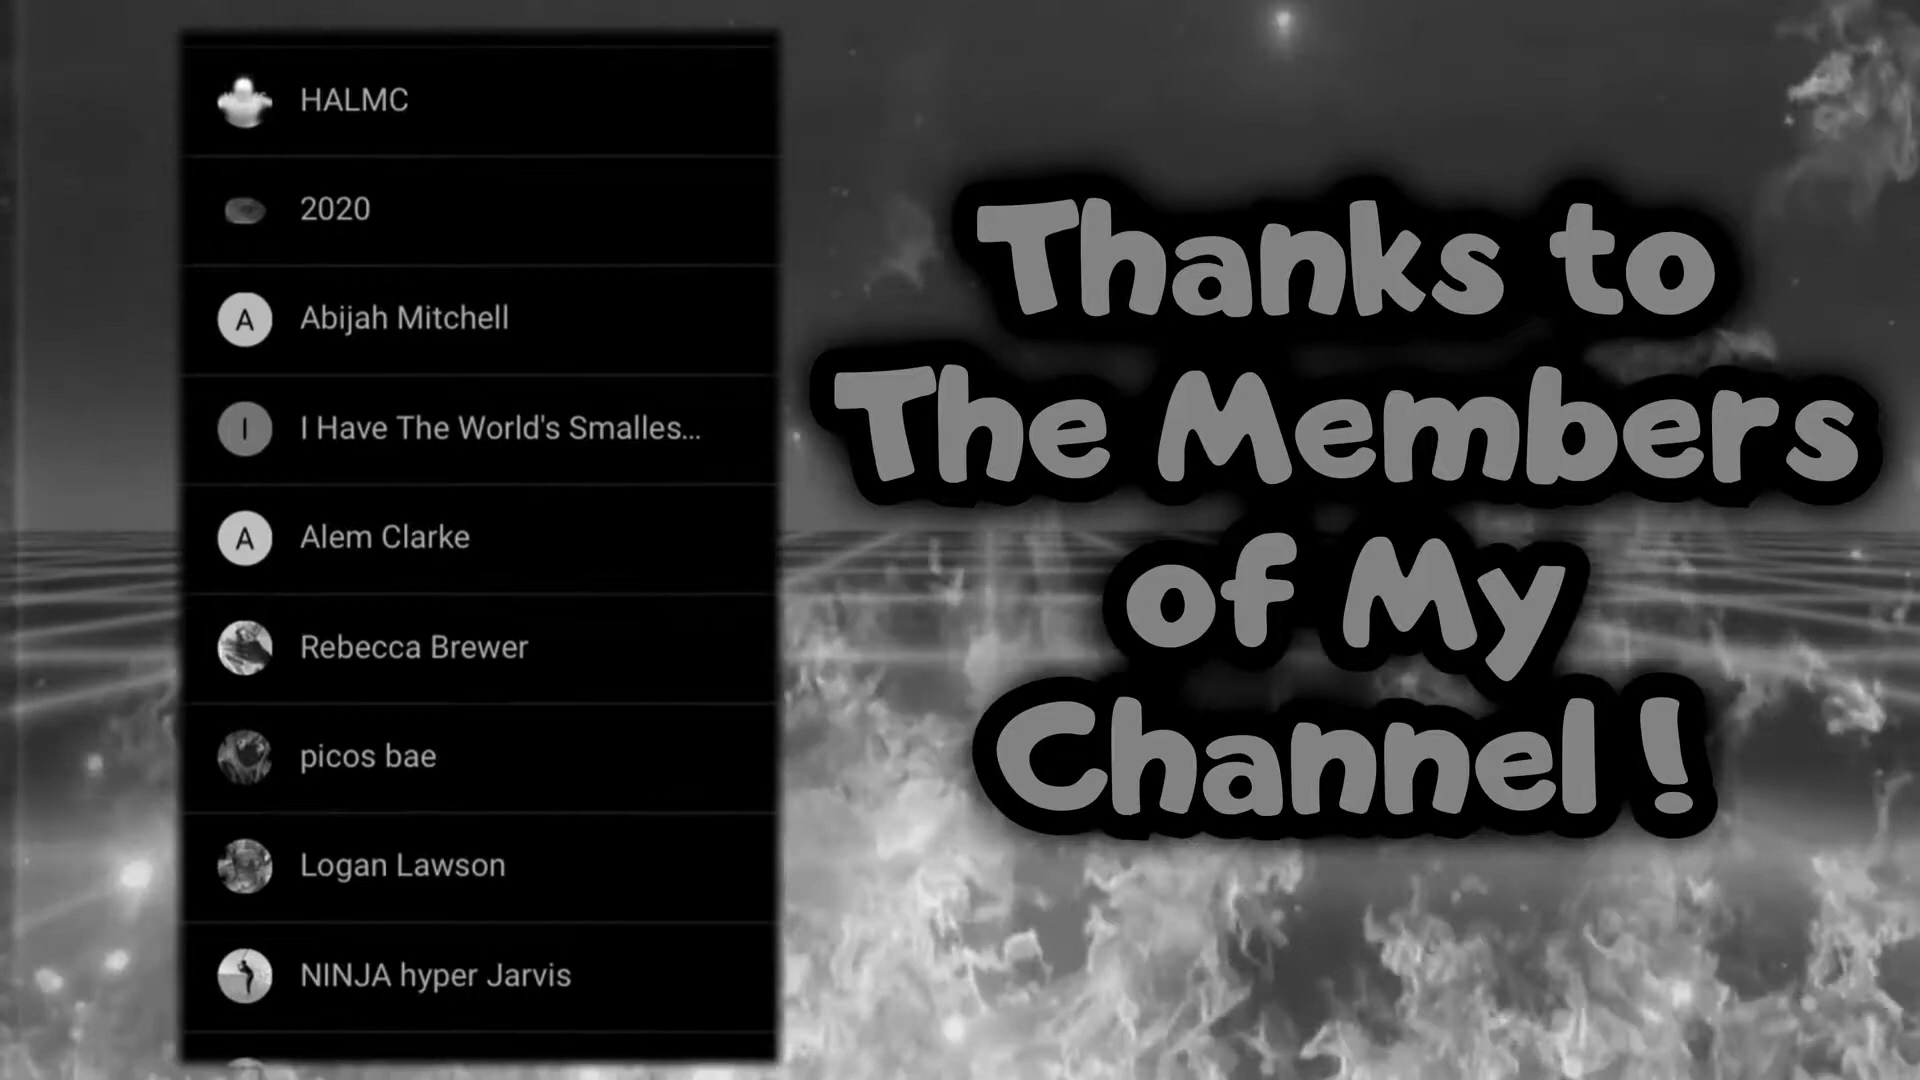 HALMC
2020
A Abijah Mitchell
I I Have The World's Smalles...
A Alem Clarke
Rebecca Brewer
picos bae
Logan Lawson
NINJA hyper Jarvis
Thanks to
The Members
of My
Channel !